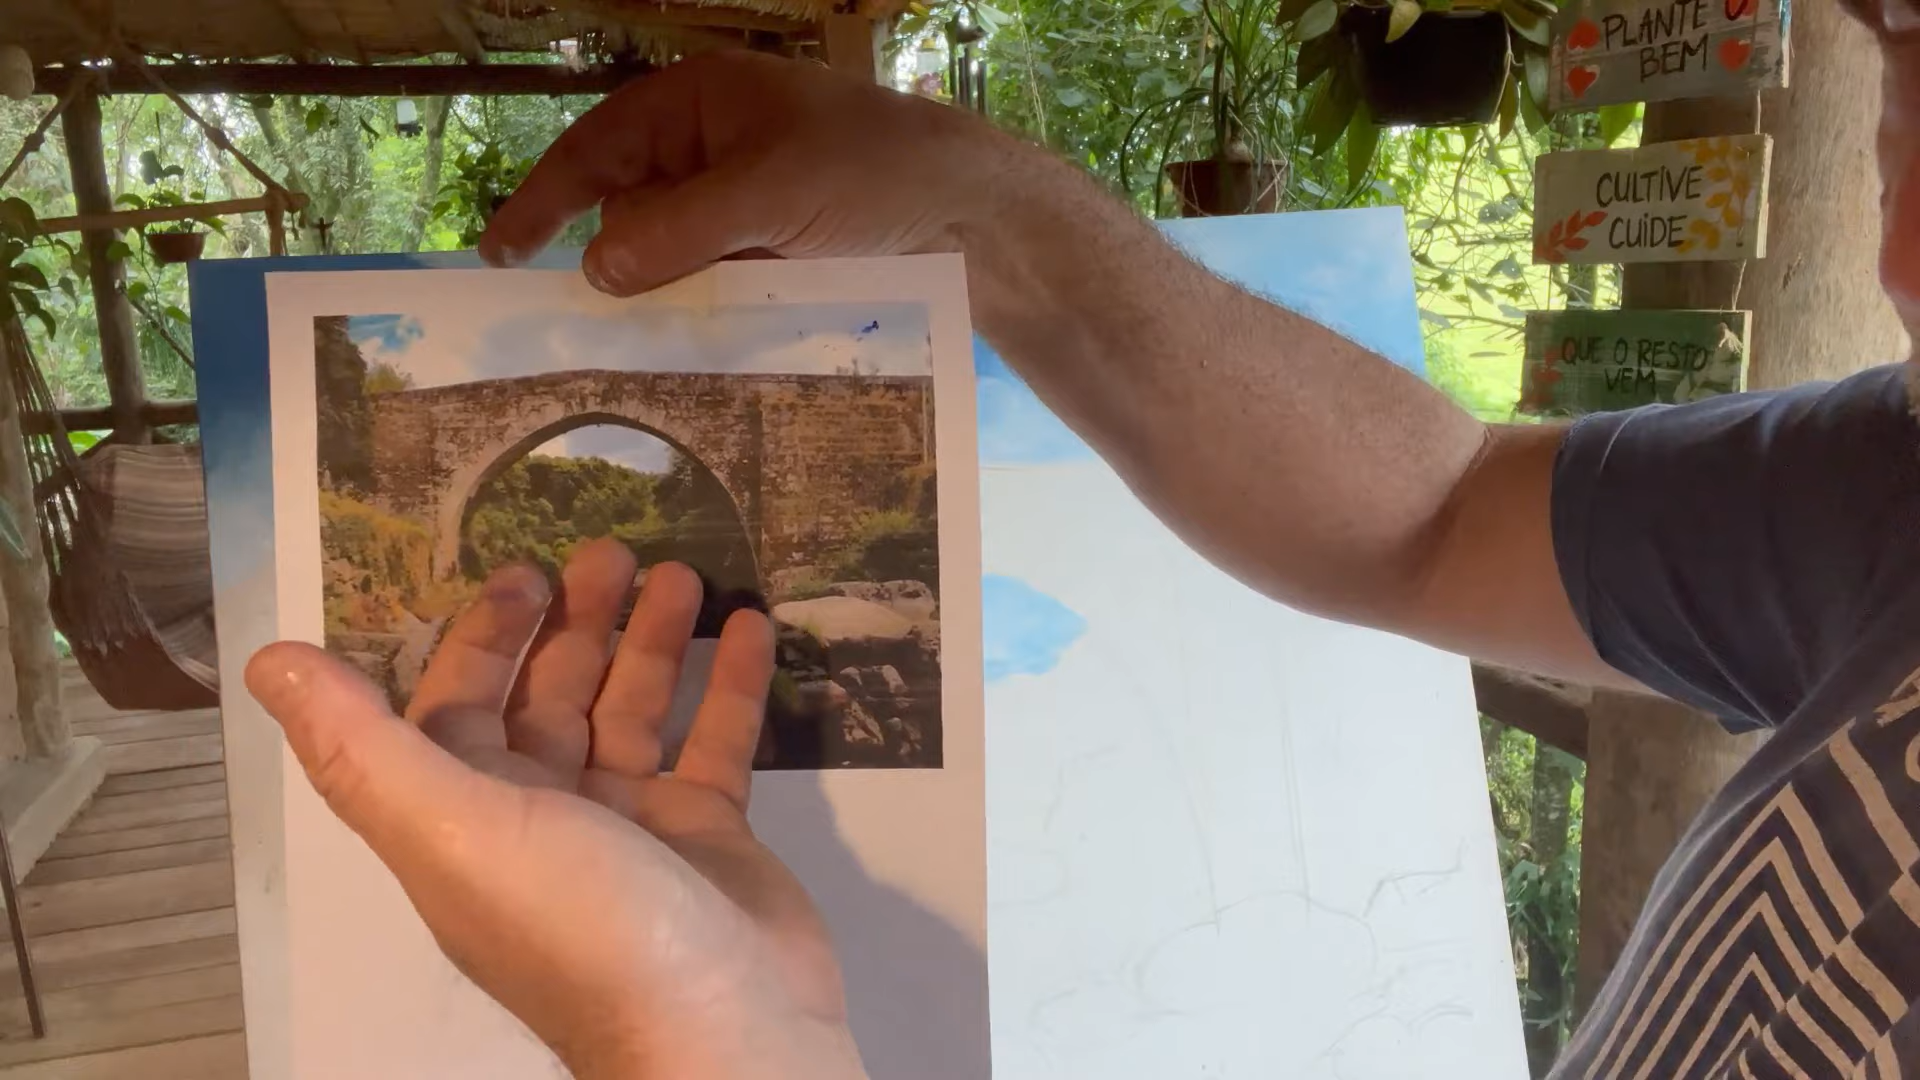 PLANTE O
BEM
CULTIVE
CUIDE
QUE O RESTO
VEM